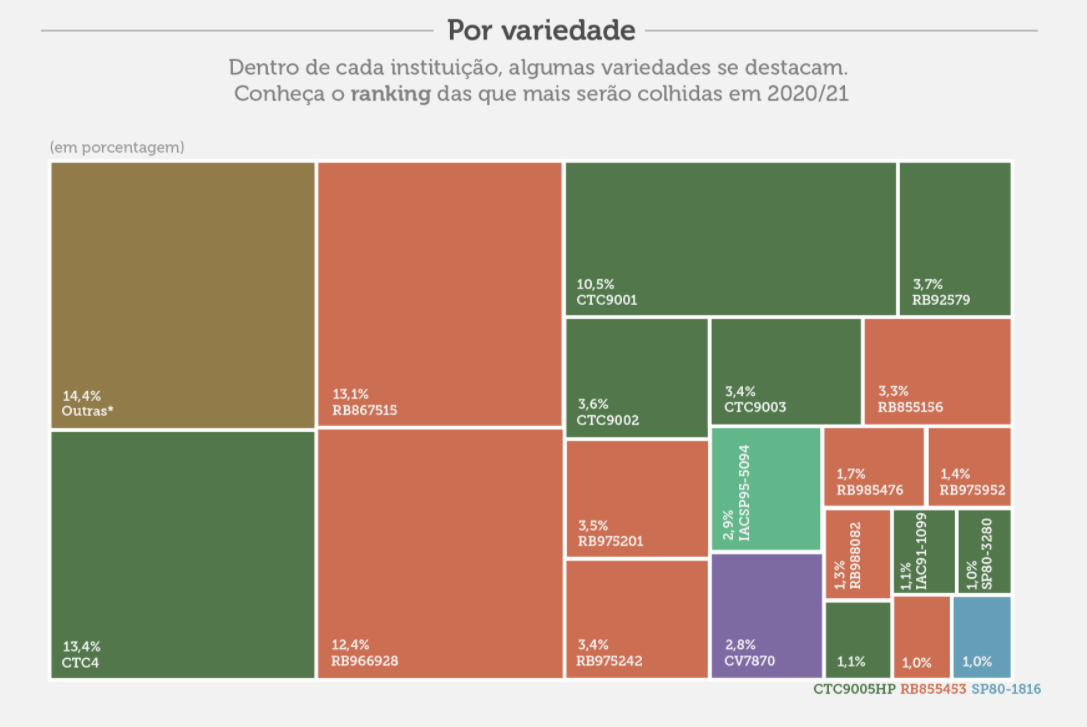 Por variedade
Dentro de cada instituição, algumas variedades se destacam.
Conheça o ranking das que mais serão colhidas em 2020/21
(em porcentagem)
14,4%
Outras*
13,1%
RB867515
10,5%
CTC9001
3,7%
RB92579
3,6%
CTC9002
3,4%
CTC9003
3,3%
RB855156
13,4%
CTC4
12,4%
RB966928
3,5%
RB975201
3,4%
RB975242
2,9%
IACSP95-5094
2,8%
CV7870
1,7%
RB985476
1,4%
RB975952
1,3%
RB988082
1,1%
IAC91-1099
1,0%
SP80-3280
1,1%
1,0%
1,0%
CTC9005HP RB855453 SP80-1816